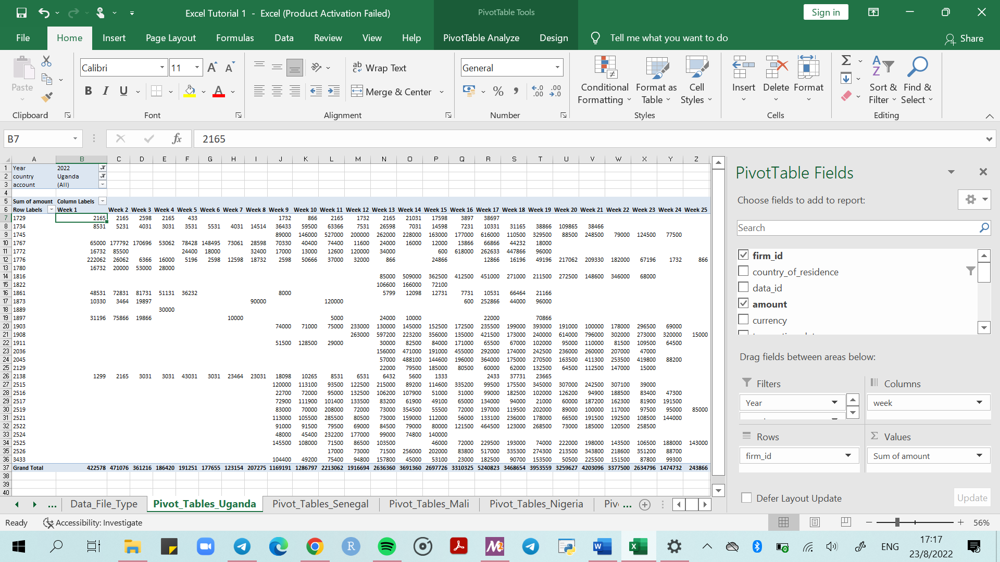 Excel Tutorial 1 - Excel (Product Activation Failed)
PivotTable Tools
Sign in
File Home Insert Page Layout Formulas Data Review View Help PivotTable Analyze Design Tell me what you want to do Share
Paste
Calibri 11
Wrap Text
Merge & Center
General
Conditional Formatting
Format as Table
Cell Styles
Insert Delete Format
Sort & Filter
Find & Select
Clipboard Font Alignment Number Styles Cells Editing
B7 fx 2165
A B C D E F G H I J K L M N O P Q R S T U V W X Y Z
1 Year 2022
2 country Uganda
3 account (All)
4
5 Sum of amount Column Labels
6 Row Labels Week 1 Week 2 Week 3 Week 4 Week 5 Week 6 Week 7 Week 8 Week 9 Week 10 Week 11 Week 12 Week 13 Week 14 Week 15 Week 16 Week 17 Week 18 Week 19 Week 20 Week 21 Week 22 Week 23 Week 24 Week 25
7 1729 2165 2165 2598 2165 433 1732 866 2165 1732 2165 21031 17598 3897 38697
8 1734 8531 5231 4031 3031 3531 5531 4031 14514 36433 59500 63366 7531 26598 7031 14598 7231 10331 31165 38866 109865 38466
9 1745 89000 146000 527000 200000 262000 228000 163000 177000 616000 110500 329500 88500 248500 79000 124500 77500
10 1767 65000 177792 170696 53062 78428 148495 73061 28598 70330 40400 74400 11600 24000 16000 12000 13866 66866 44232 18000
11 1772 16732 85500 24400 18000 32400 17000 13000 12600 120000 34000 600 618000 262633 447866 96000
12 1776 222062 26062 6366 16000 5196 2598 12598 18732 2598 50666 37000 32000 866 24866 12866 16196 49196 217062 209330 182000 67196 1732 866
13 1780 16732 20000 53000 28000
14 1816 85000 509000 362500 412500 451000 271000 211500 272500 148600 346000 68000
15 1822 106600 166000 72100
16 1861 48531 72831 81731 51131 36232 8000 5799 12098 12731 7731 10531 66464 21166
17 1873 10330 3464 19897 90000 120000 600 252866 44000 96000
18 1889 30000
19 1897 31196 75866 19866 10000 5000 24000 10000 22000 70866
20 1903 74000 71000 75000 233000 130000 145000 152500 172500 235500 199000 393000 191000 100000 178000 296500 69000
21 1908 263000 597200 223200 356000 135000 421500 173000 240000 614000 796000 302000 273000 320000 15000
22 1911 51500 128500 29000 30000 82500 84000 171000 65500 67000 102000 95000 110000 81500 109500 64500
23 2036 156000 471000 191000 455000 292000 174000 242500 236000 260000 207000 47000
24 2045 57000 488100 144600 196000 364000 175000 270500 163500 411300 253500 419800 88200
25 2129 22000 79500 185000 80500 60000 62000 132500 64500 112500 147000 15000
26 2138 1299 2165 3031 3031 43031 3031 23464 23031 18098 10265 8531 6531 6432 5600 1333 2433 37731 23665
27 2515 120000 113100 93500 122500 215000 89200 114600 335200 99500 175500 345000 307000 242500 307100 39000
28 2516 22700 72000 95000 132500 106200 107900 51000 31000 99000 182500 102000 126200 94900 188500 83400 47300
29 2517 72900 111900 101400 133500 83200 61900 49100 65000 134000 94000 21000 60000 187200 162300 81900 191500
30 2519 83000 70000 208000 72000 73000 354500 55500 72000 197000 119500 202000 89000 100000 117000 97500 95000 85000
31 2521 113000 105500 285500 80500 73000 159000 112000 56000 133100 236000 178000 66500 191500 192500 108500 144000
32 2522 91000 91500 79500 69000 84500 79000 80000 121500 464500 123000 268500 73000 185000 120500 258500
33 2524 48000 45400 232200 177000 99000 74800 140000
34 2525 145500 108000 71500 86500 103500 46000 72000 229500 193000 74000 222000 198000 143500 106500 188000 143000
35 2526 17000 73000 71500 256000 202000 83800 517000 335300 274300 213500 343800 218600 351200 88700
36 3433 104400 49200 75400 94800 157800 45000 53100 23000 182500 90700 153500 50500 225500 151500 87800 99300
37 Grand Total 422578 471076 361216 186420 191251 177655 123154 207275 1169191 1286797 2213062 1916694 2636360 3691360 2697726 3310325 5240823 3468654 3953559 3259627 4203096 3377500 2634796 1474732 243866
38
39
40
PivotTable Fields
Choose fields to add to report:
Search
firm_id
country_of_residence
data_id
amount
currency
Drag fields between areas below:
Filters
Columns
Year
week
Rows
Values
firm_id
Sum of amount
Defer Layout Update
Update
... Data_File_Type Pivot_Tables_Uganda Pivot_Tables_Senegal Pivot_Tables_Mali Pivot_Tables_Nigeria Piv ...
Ready Accessibility: Investigate
56%
ENG
17:17
23/8/2022